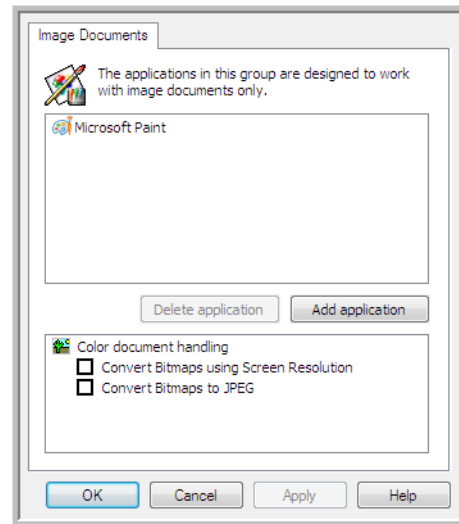 Image Documents
The applications in this group are designed to work
with image documents only.
Microsoft Paint
Delete application
Add application
Color document handling
Convert Bitmaps using Screen Resolution
Convert Bitmaps to JPEG
OK
Cancel
Apply
Help